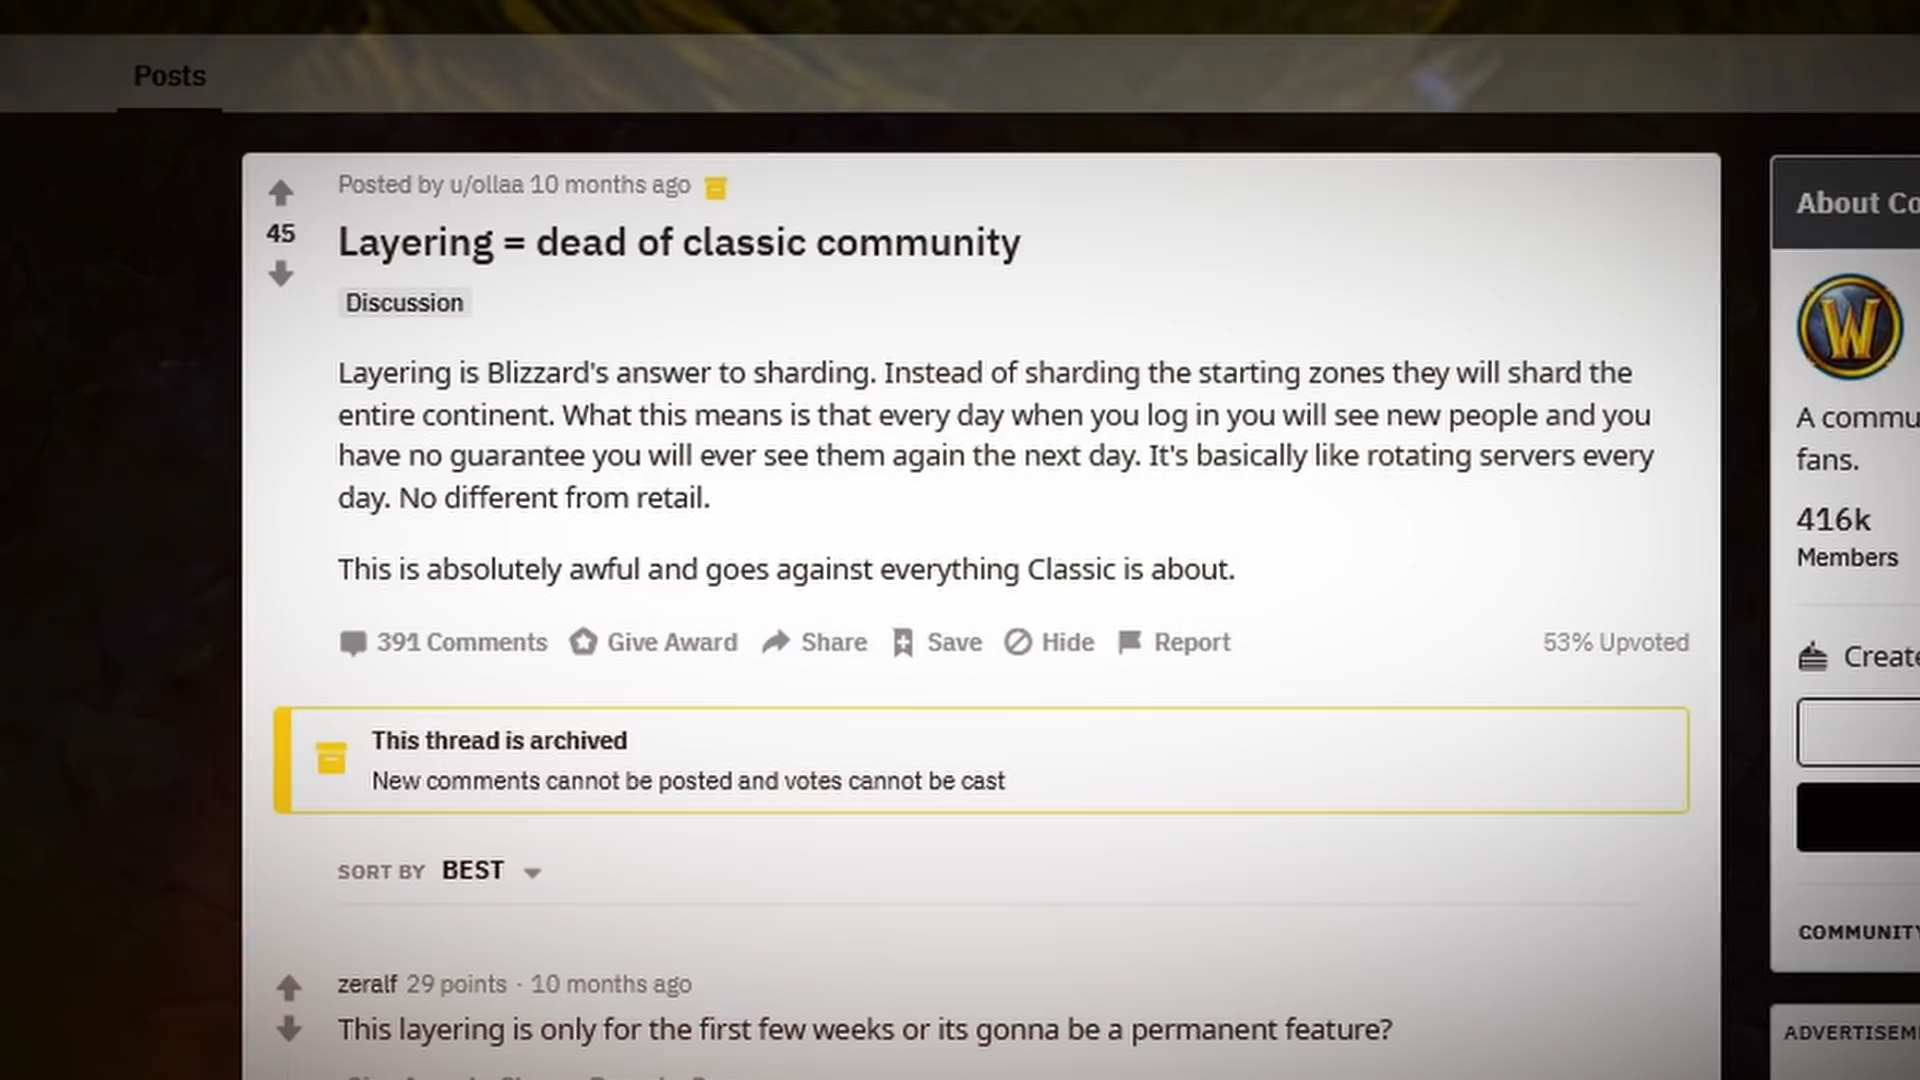 Posts
Posted by u/ollaa 10 months ago
45
Layering = dead of classic community
Discussion
Layering is Blizzard's answer to sharding. Instead of sharding the starting zones they will shard the
entire continent. What this means is that every day when you log in you will see new people and you
have no guarantee you will ever see them again the next day. It's basically like rotating servers every
day. No different from retail.
This is absolutely awful and goes against everything Classic is about.
391 Comments Give Award Share Save Hide Report 53% Upvoted
This thread is archived
New comments cannot be posted and votes cannot be cast
SORT BY BEST
zeralf 29 points · 10 months ago
This layering is only for the first few weeks or its gonna be a permanent feature?
About Co
W
A commu
fans.
416k
Members
Create
COMMUNITY
ADVERTISEM